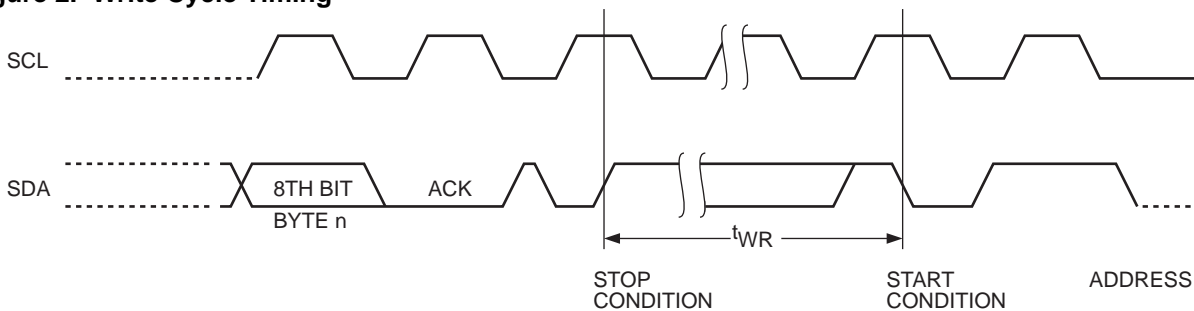 SCL
SDA
8TH BIT
ACK
BYTE n
tWR
STOP
CONDITION
START
CONDITION
ADDRESS